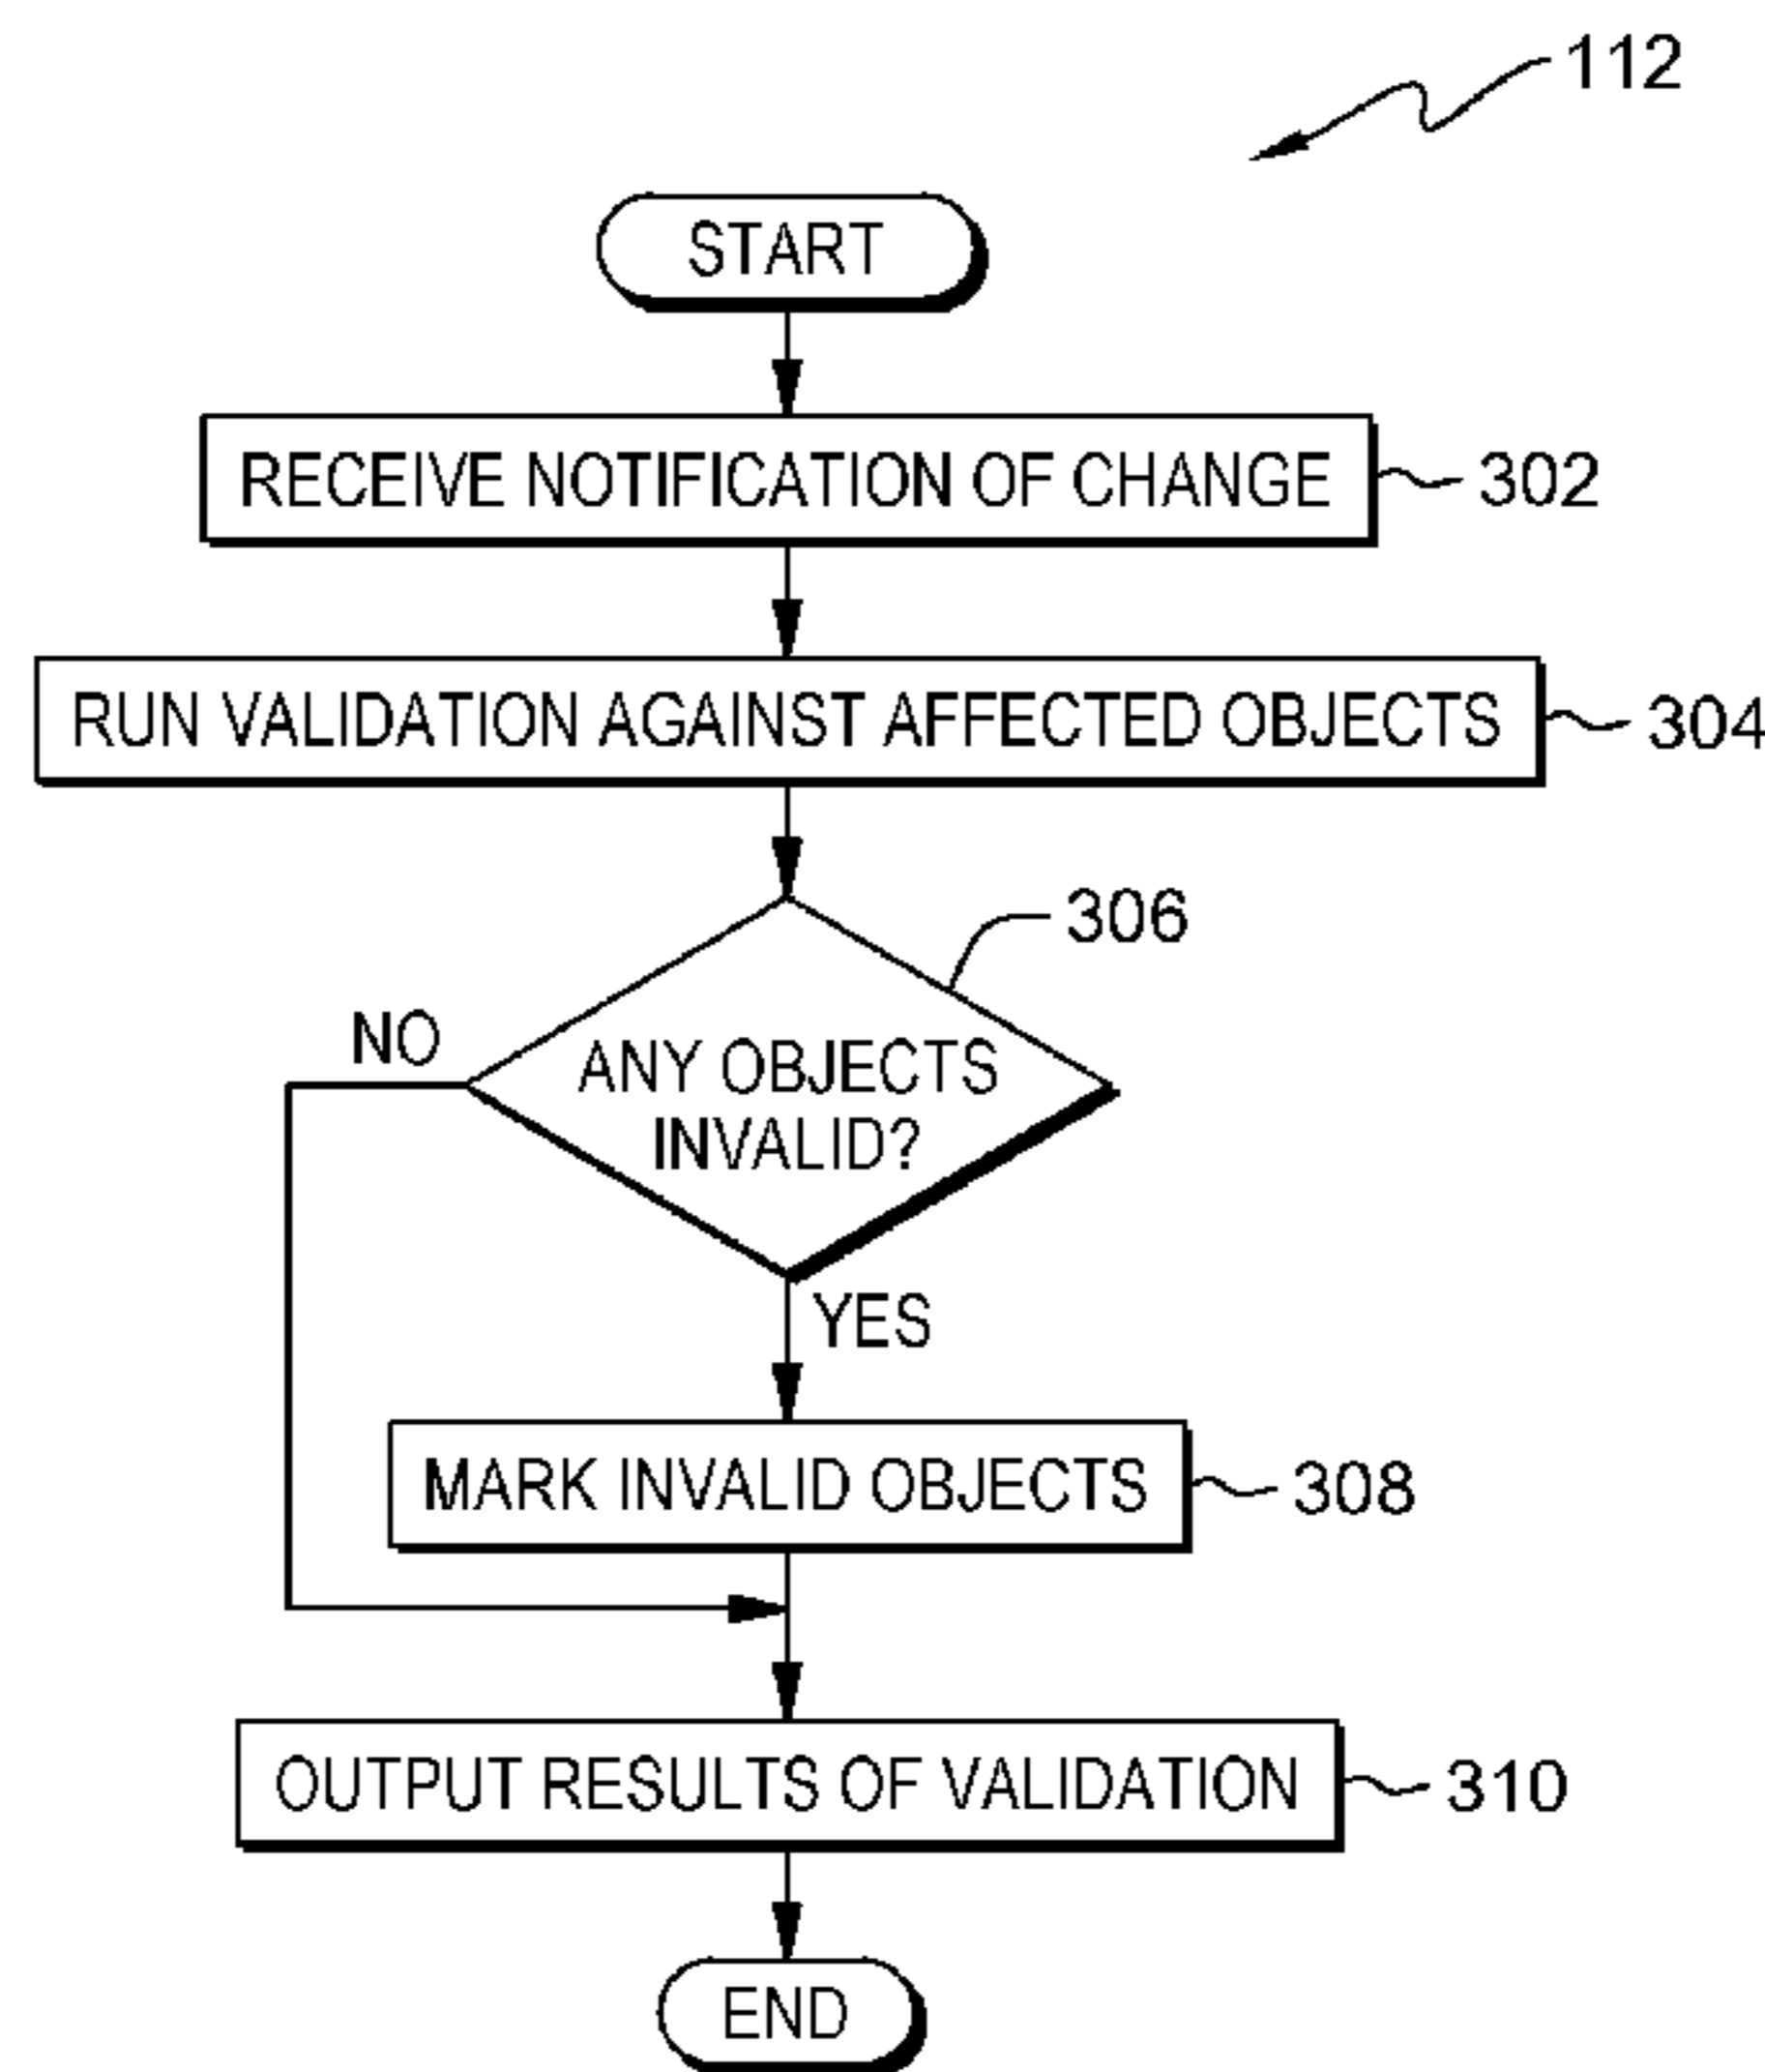 112
START
RECEIVE NOTIFICATION OF CHANGE
302
RUN VALIDATION AGAINST AFFECTED OBJECTS
304
306
NO
ANY OBJECTS
INVALID?
YES
MARK INVALID OBJECTS
308
OUTPUT RESULTS OF VALIDATION
310
END